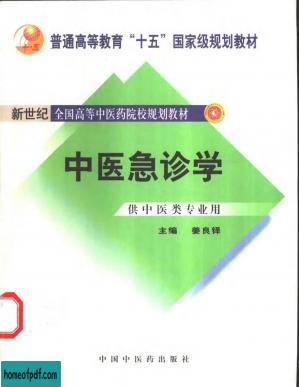 普通高等教育“十五”国家级规划教材
新世纪 全国高等中医药院校规划教材
中医急诊学
供中医类专业用
主编 姜良铎
中国中医药出版社
homeofpdf.com